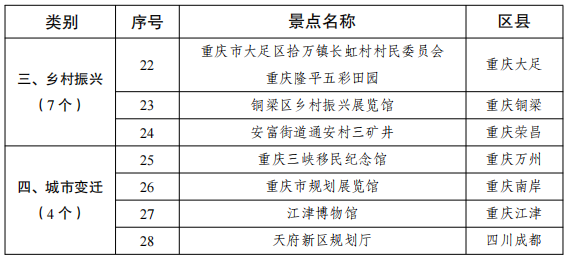 类别 序号 景点名称 区县
三、乡村振兴
（7个）
22 重庆市大足区拾万镇长虹村村民委员会
重庆隆平五彩田园 重庆大足
23 铜梁区乡村振兴展览馆 重庆铜梁
24 安富街道通安村三矿井 重庆荣昌
四、城市变迁
（4个）
25 重庆三峡移民纪念馆 重庆万州
26 重庆市规划展览馆 重庆南岸
27 江津博物馆 重庆江津
28 天府新区规划厅 四川成都